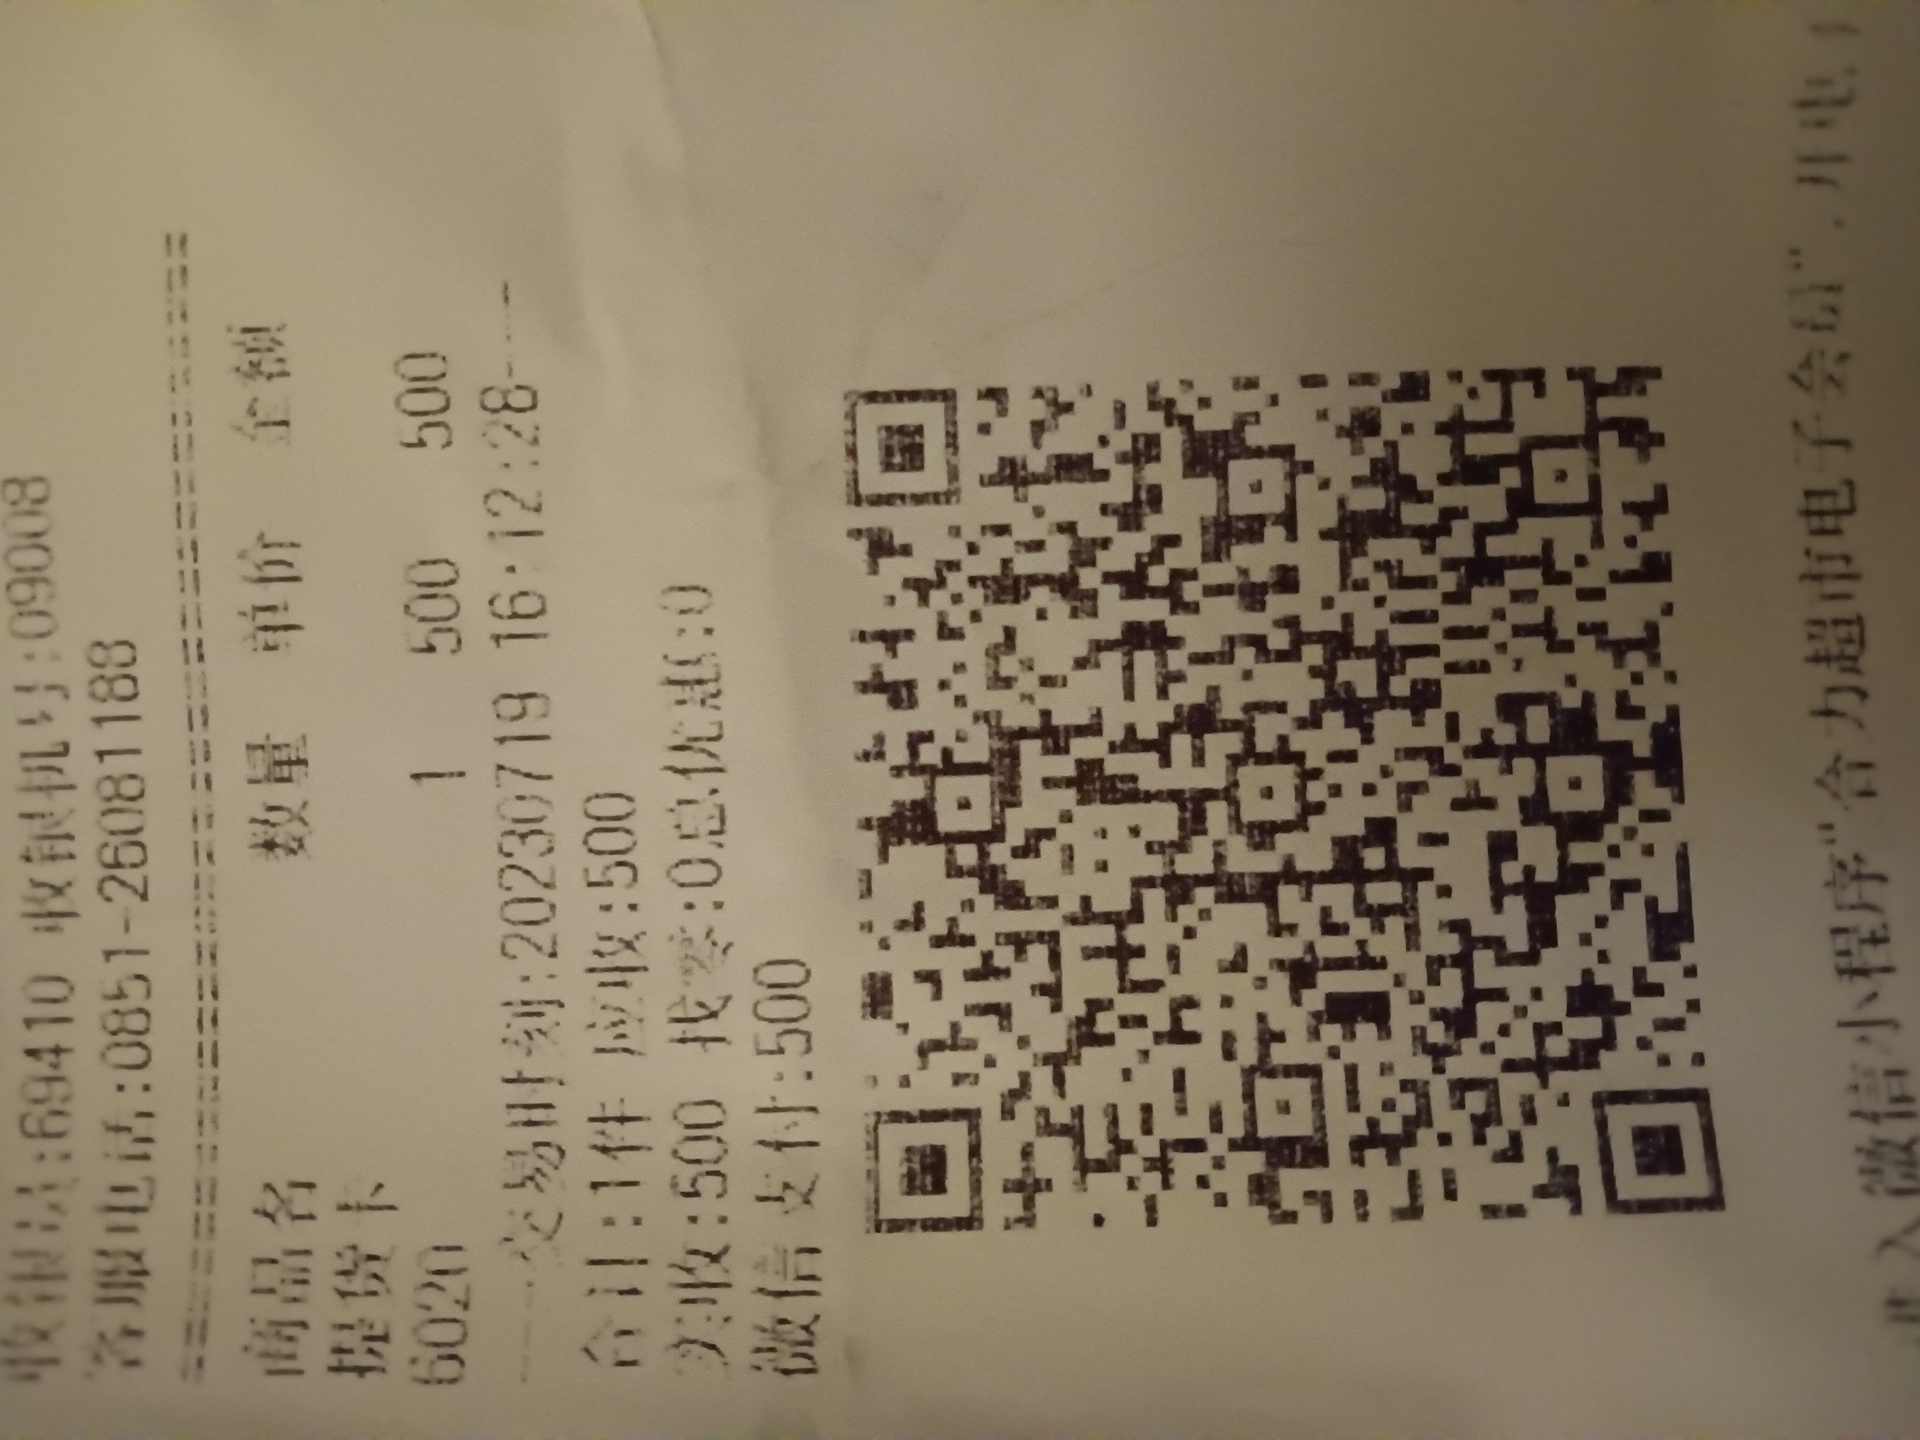 收银员:69410 收银机号:09008
客服电话:0851-26081188
==============================
商品名 数量 单价 金额
提货卡
6020 1 500 500
----交易时刻:20230719 16:12:28----
合计:1件 应收:500
实收:500 找零:0总优惠:0
微信支付:500
进入微信小程序“合力超市电子会员”,开电子